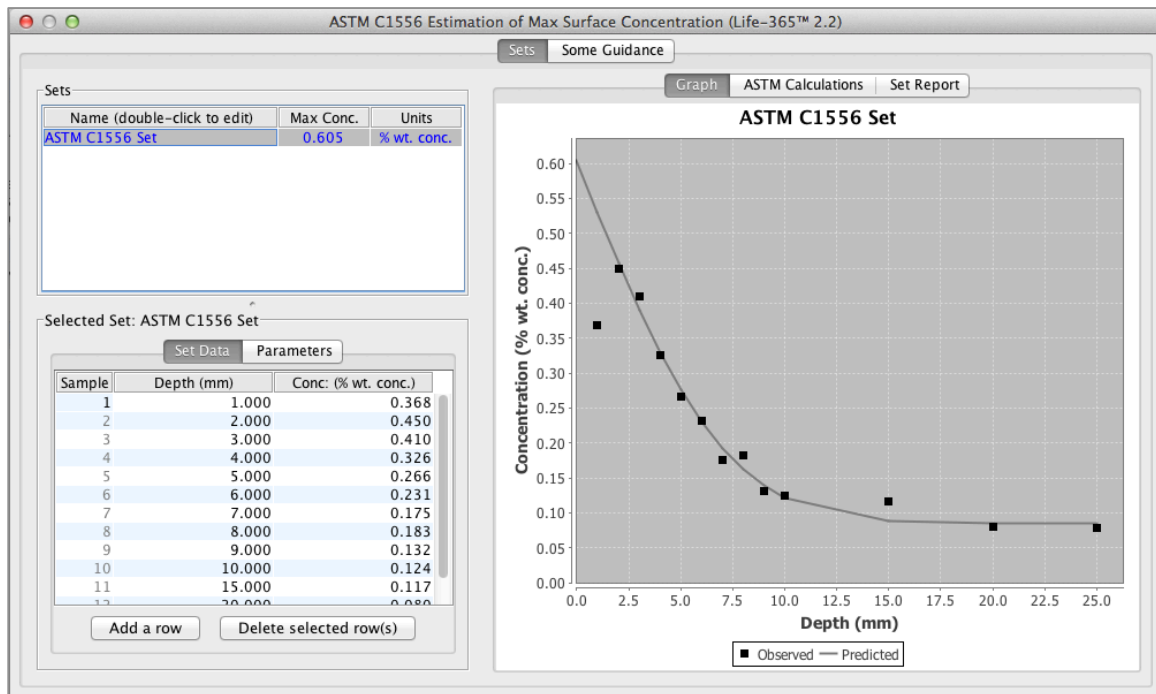 ASTM C1556 Estimation of Max Surface Concentration (Life-365™ 2.2)
Sets Some Guidance
Sets
Name (double-click to edit) Max Conc. Units
ASTM C1556 Set 0.605 % wt. conc.
Selected Set: ASTM C1556 Set
Set Data Parameters
Sample Depth (mm) Conc: (% wt. conc.)
1 1.000 0.368
2 2.000 0.450
3 3.000 0.410
4 4.000 0.326
5 5.000 0.266
6 6.000 0.231
7 7.000 0.175
8 8.000 0.183
9 9.000 0.132
10 10.000 0.124
11 15.000 0.117
12 20.000 0.080
Add a row Delete selected row(s)
Graph ASTM Calculations Set Report
ASTM C1556 Set
Concentration (% wt. conc.)
0.60
0.55
0.50
0.45
0.40
0.35
0.30
0.25
0.20
0.15
0.10
0.05
0.00
0.0 2.5 5.0 7.5 10.0 12.5 15.0 17.5 20.0 22.5 25.0
Depth (mm)
Observed Predicted